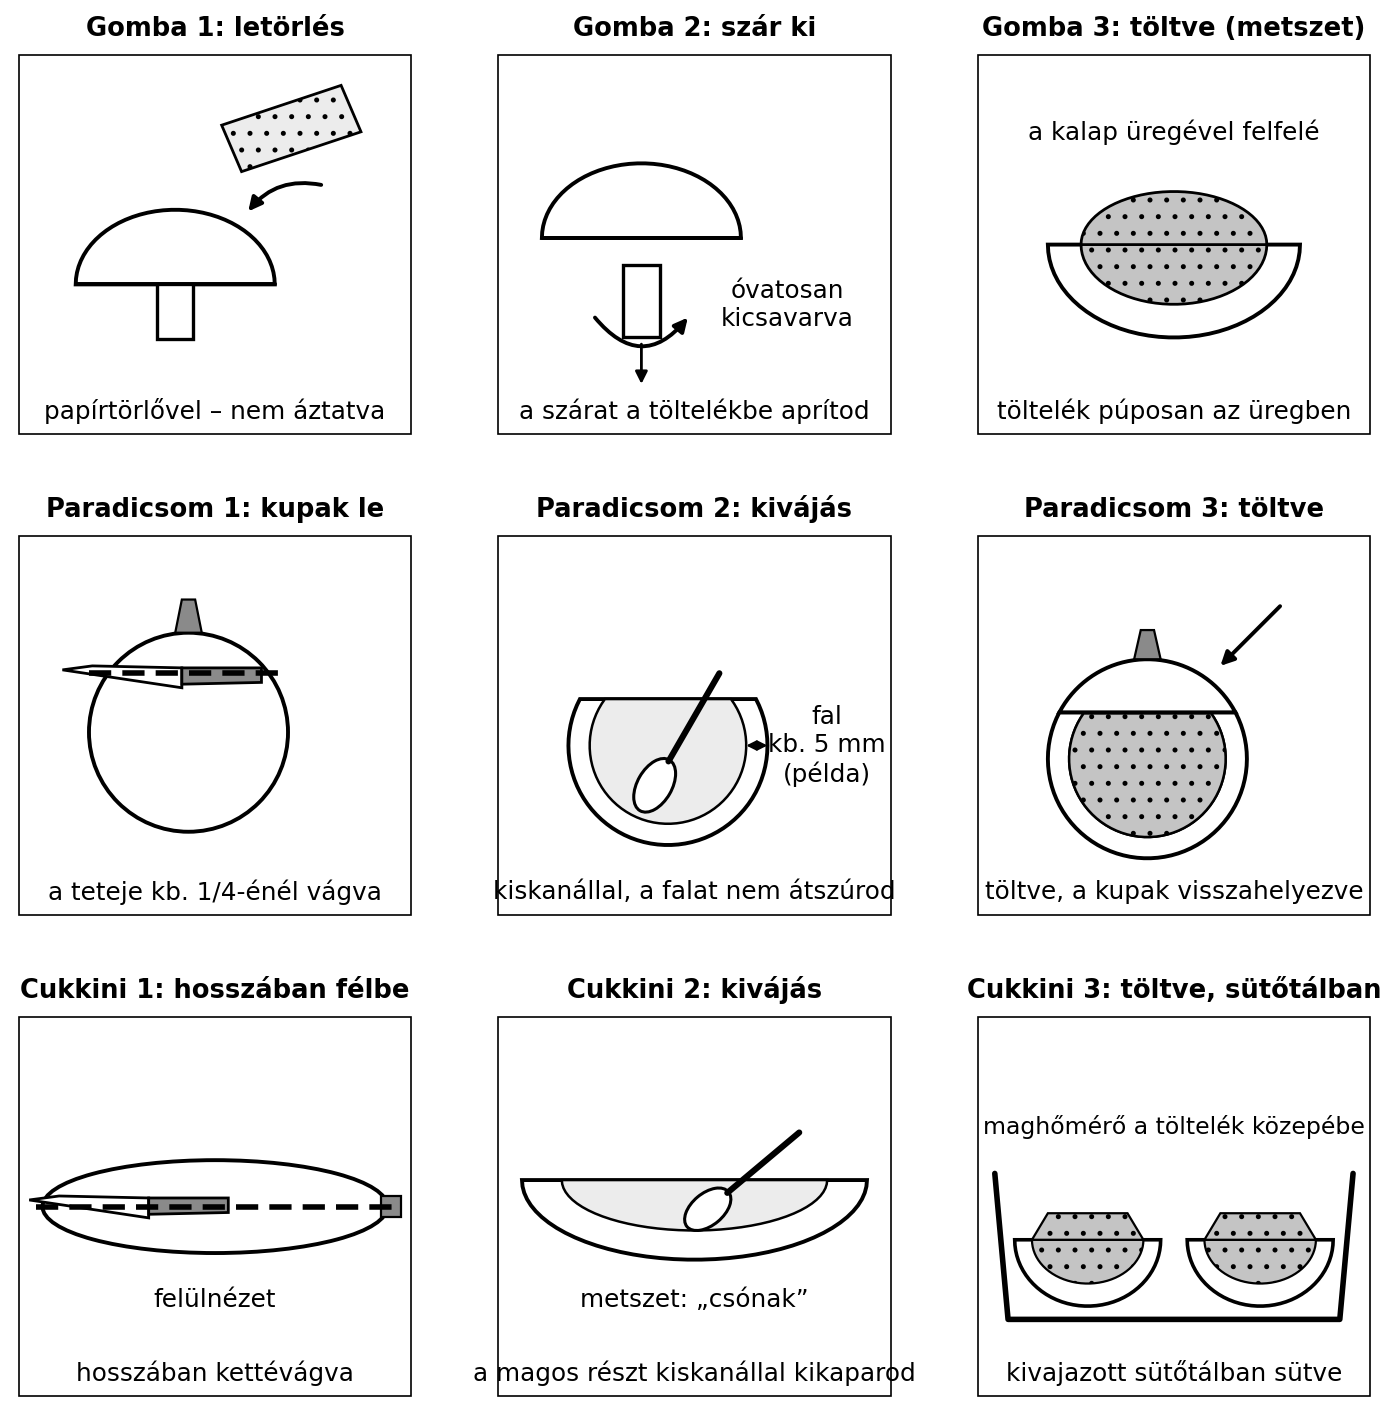 Gomba 1: letörlés
papírtörlővel – nem áztatva
Gomba 2: szár ki
óvatosan
kicsavarva
a szárat a töltelékbe aprítod
Gomba 3: töltve (metszet)
a kalap üregével felfelé
töltelék púposan az üregben
Paradicsom 1: kupak le
a teteje kb. 1/4-énél vágva
Paradicsom 2: kivájás
fal
kb. 5 mm
(példa)
kiskanállal, a falat nem átszúrod
Paradicsom 3: töltve
töltve, a kupak visszahelyezve
Cukkini 1: hosszában félbe
felülnézet
hosszában kettévágva
Cukkini 2: kivájás
metszet: „csónak”
a magos részt kiskanállal kikaparod
Cukkini 3: töltve, sütőtálban
maghőmérő a töltelék közepébe
kivajazott sütőtálban sütve